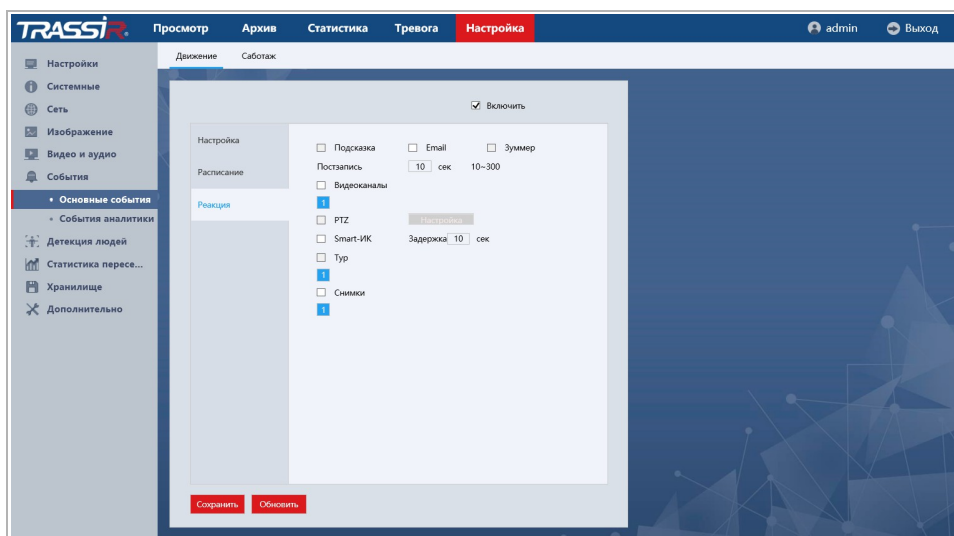 TRASSIR Просмотр Архив Статистика Тревога Настройка admin Выход
Движение Саботаж
Настройки
Системные
Сеть
Изображение
Видео и аудио
События
Основные события
События аналитики
Детекция людей
Статистика пересе...
Хранилище
Дополнительно
Включить
Настройка
Расписание
Реакция
Подсказка Email Зуммер
Постзапись 10 сек 10~300
Видеоканалы
1
PTZ Настройка
Smart-ИК Задержка 10 сек
Тур
1
Снимки
1
Сохранить Обновить